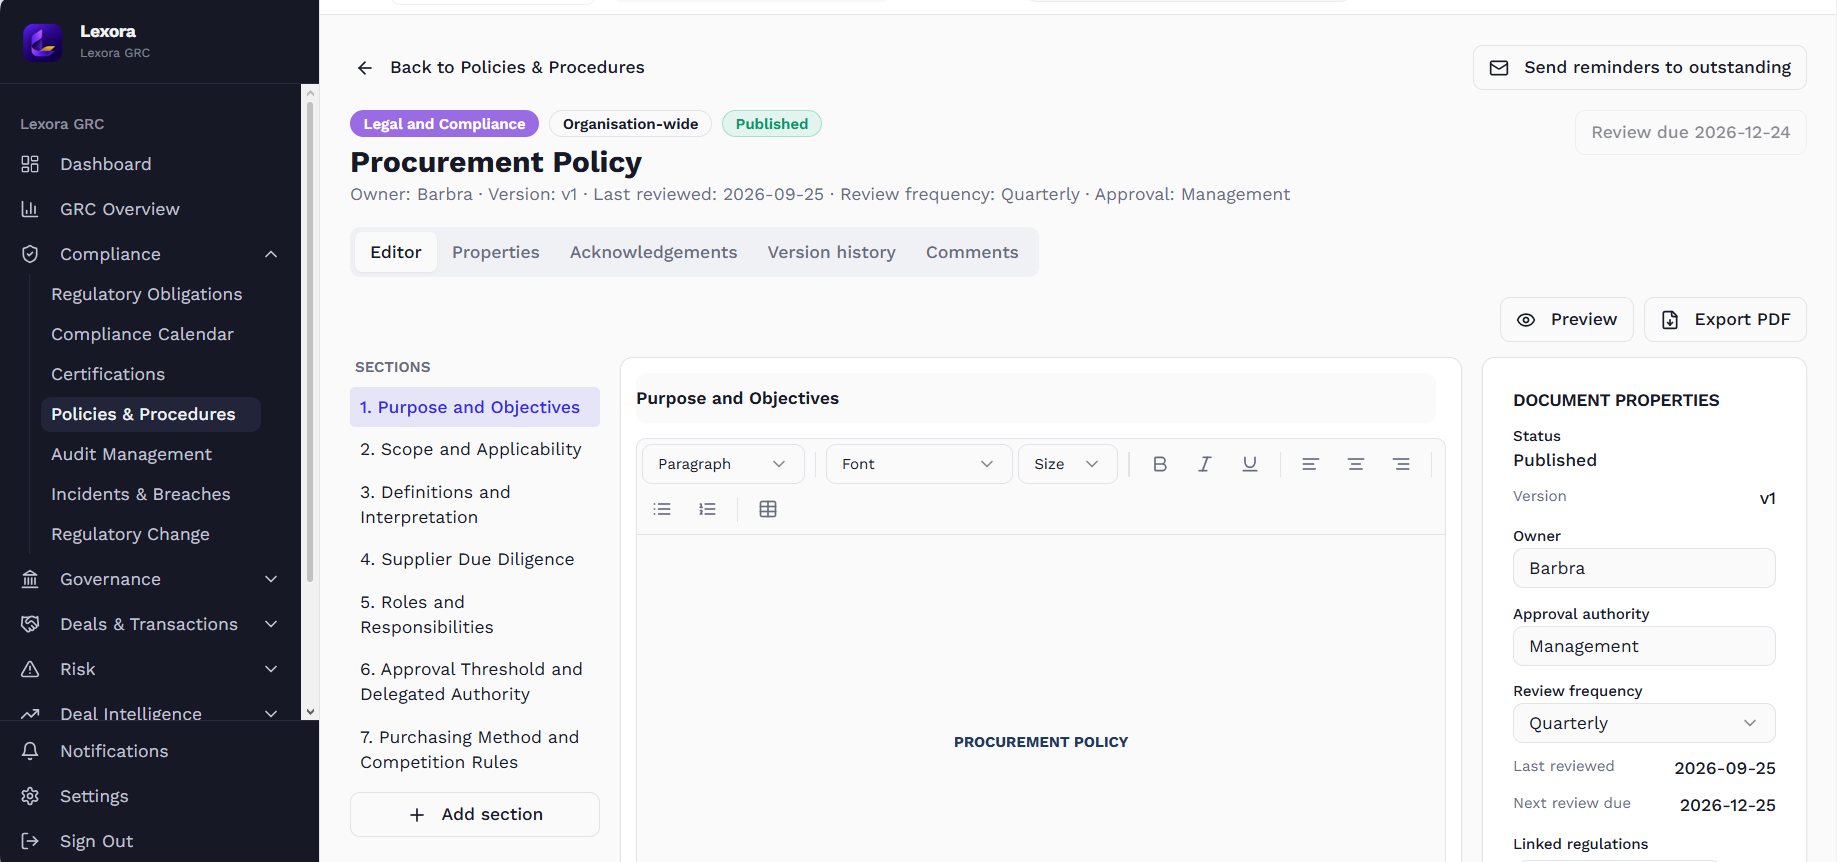 Lexora
Lexora GRC
Lexora GRC
Dashboard
GRC Overview
Compliance
Regulatory Obligations
Compliance Calendar
Certifications
Policies & Procedures
Audit Management
Incidents & Breaches
Regulatory Change
Governance
Deals & Transactions
Risk
Deal Intelligence
Notifications
Settings
Sign Out
Back to Policies & Procedures
Send reminders to outstanding
Legal and Compliance
Organisation-wide
Published
Review due 2026-12-24
Procurement Policy
Owner: Barbra · Version: v1 · Last reviewed: 2026-09-25 · Review frequency: Quarterly · Approval: Management
Editor
Properties
Acknowledgements
Version history
Comments
Preview
Export PDF
SECTIONS
1. Purpose and Objectives
2. Scope and Applicability
3. Definitions and
Interpretation
4. Supplier Due Diligence
5. Roles and
Responsibilities
6. Approval Threshold and
Delegated Authority
7. Purchasing Method and
Competition Rules
Add section
Purpose and Objectives
Paragraph
Font
Size
PROCUREMENT POLICY
DOCUMENT PROPERTIES
Status
Published
Version
v1
Owner
Barbra
Approval authority
Management
Review frequency
Quarterly
Last reviewed
2026-09-25
Next review due
2026-12-25
Linked regulations